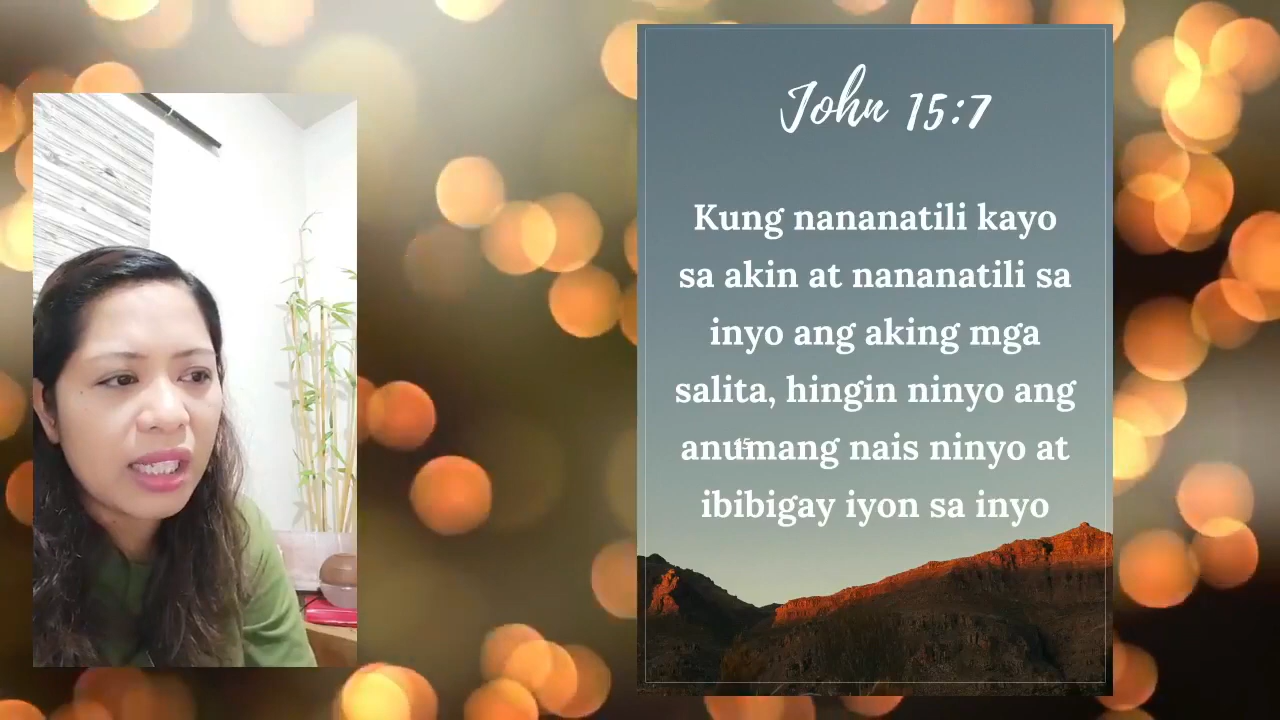 John 15:7
Kung nananatili kayo
sa akin at nananatili sa
inyo ang aking mga
salita, hingin ninyo ang
anumang nais ninyo at
ibibigay iyon sa inyo